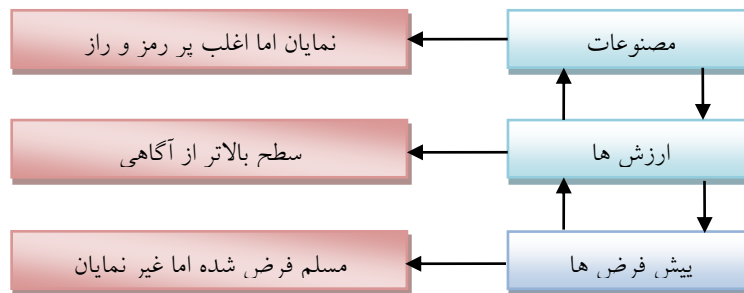 مصنوعات
نمایان اما اغلب پر رمز و راز
ارزش ها
سطح بالاتر از آگاهی
پیش فرض ها
مسلم فرض شده اما غیر نمایان